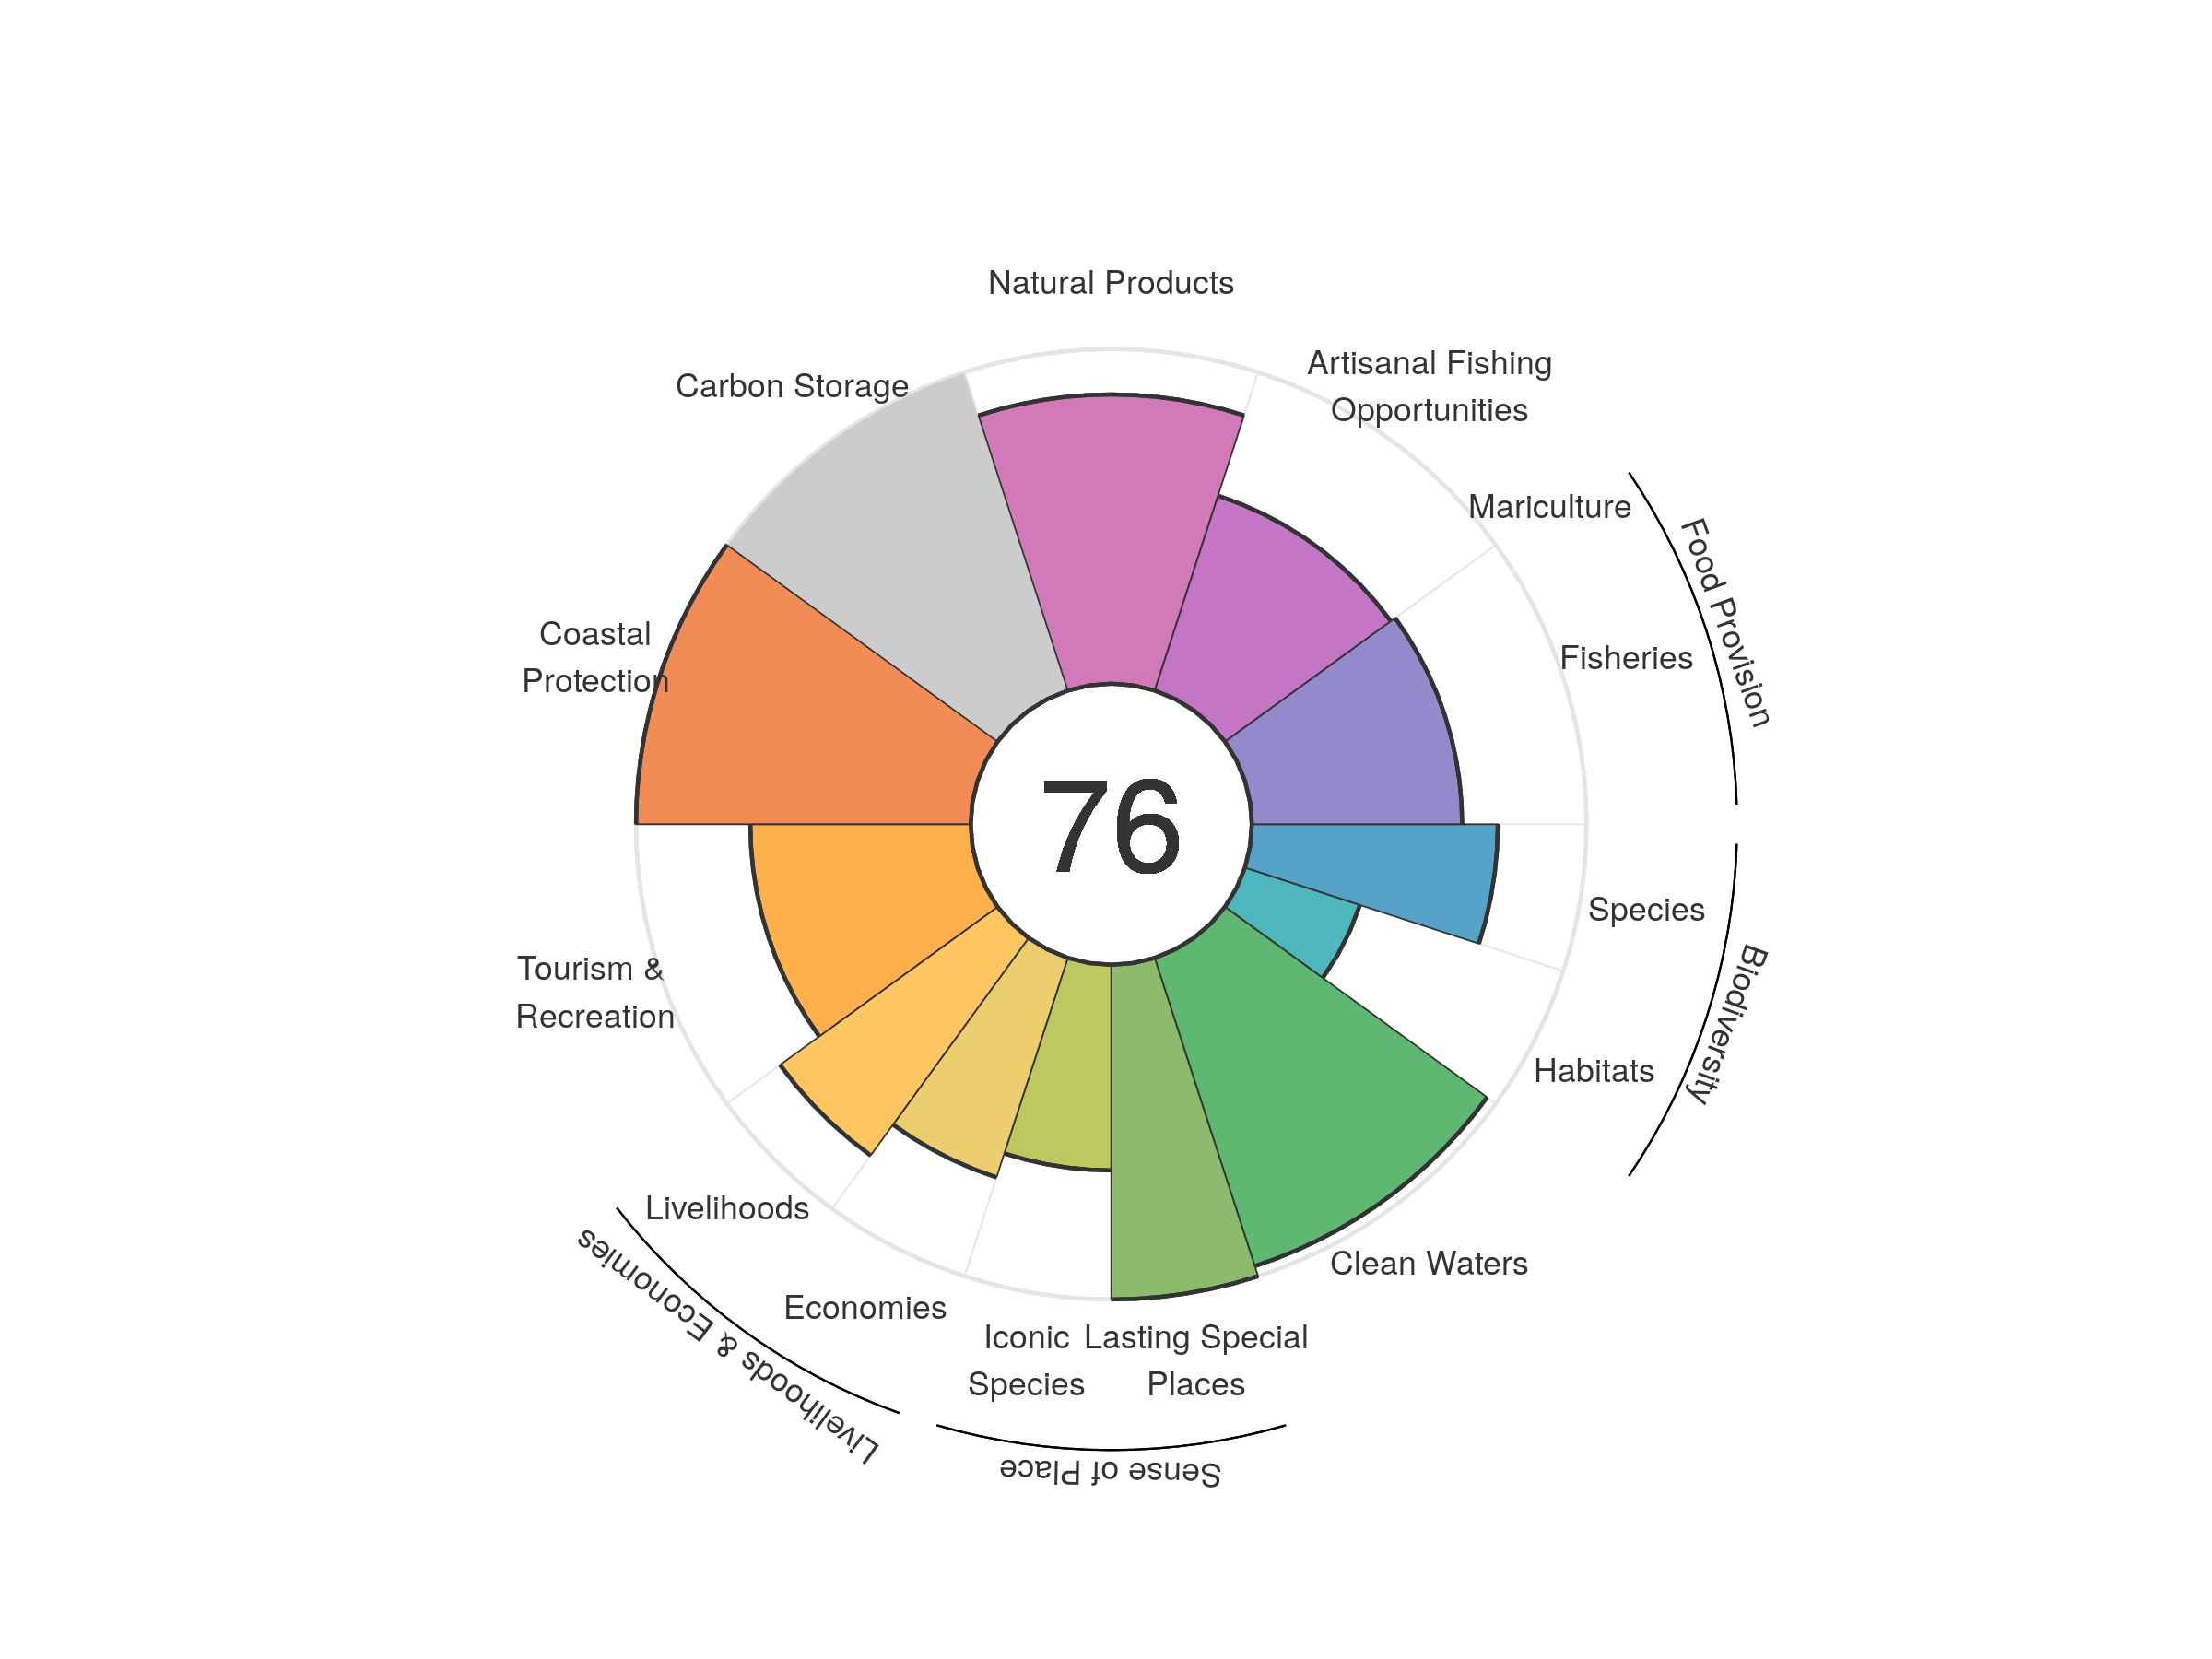 Natural Products
Artisanal Fishing
Opportunities
Carbon Storage
Mariculture
Food Provision
Fisheries
Coastal
Protection
76
Species
Biodiversity
Habitats
Tourism &
Recreation
Livelihoods
Livelihoods & Economies
Economies
Clean Waters
Iconic
Species
Lasting Special
Places
Sense of Place